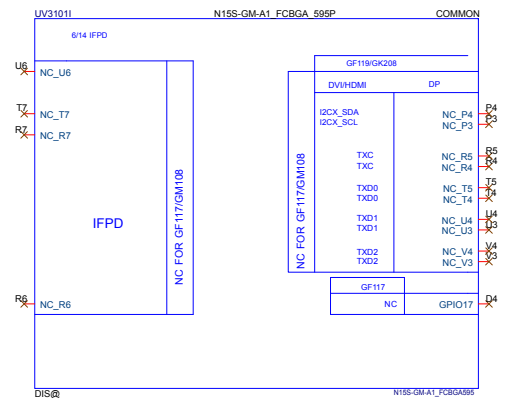 UV3101I N15S-GM-A1_FCBGA_595P COMMON
6/14 IFPD
GF119/GK208
DVI/HDMI DP
U6 NC_U6
T7 NC_T7
R7 NC_R7
IFPD
NC FOR GF117/GM108
R6 NC_R6
NC FOR GF117/GM108
I2CX_SDA NC_P4 P4
I2CX_SCL NC_P3 P3
TXC NC_R5 R5
TXC NC_R4 R4
TXD0 NC_T5 T5
TXD0 NC_T4 T4
TXD1 NC_U4 U4
TXD1 NC_U3 U3
TXD2 NC_V4 V4
TXD2 NC_V3 V3
GF117
NC GPIO17 D4
DIS@ N15S-GM-A1_FCBGA595